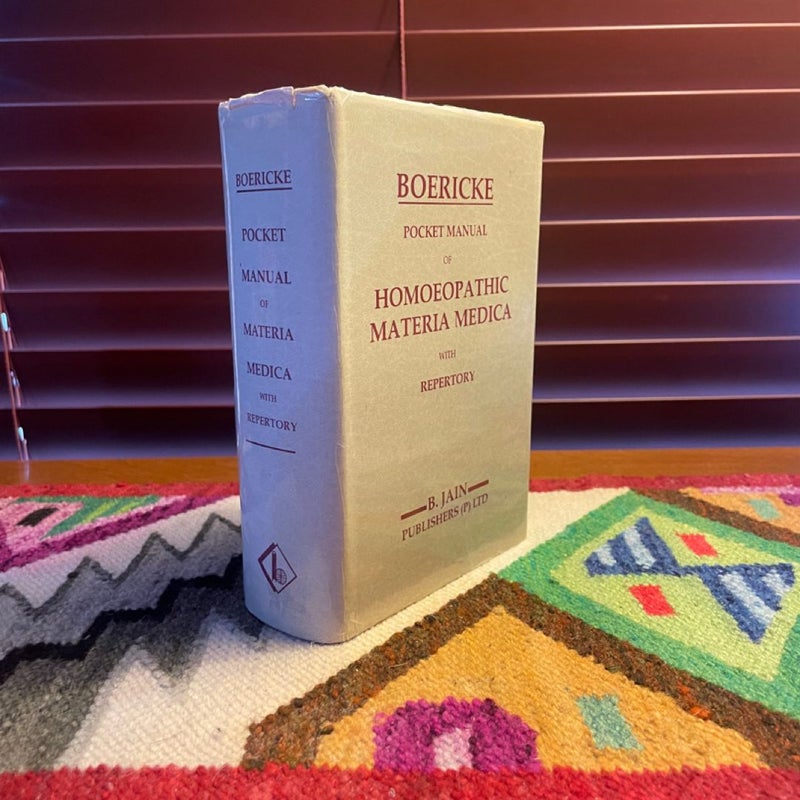 BOERICKE
POCKET
MANUAL
OF
MATERIA
MEDICA
WITH
REPERTORY
BOERICKE
POCKET MANUAL
OF
HOMOEOPATHIC
MATERIA MEDICA
WITH
REPERTORY
B. JAIN
PUBLISHERS (P) LTD